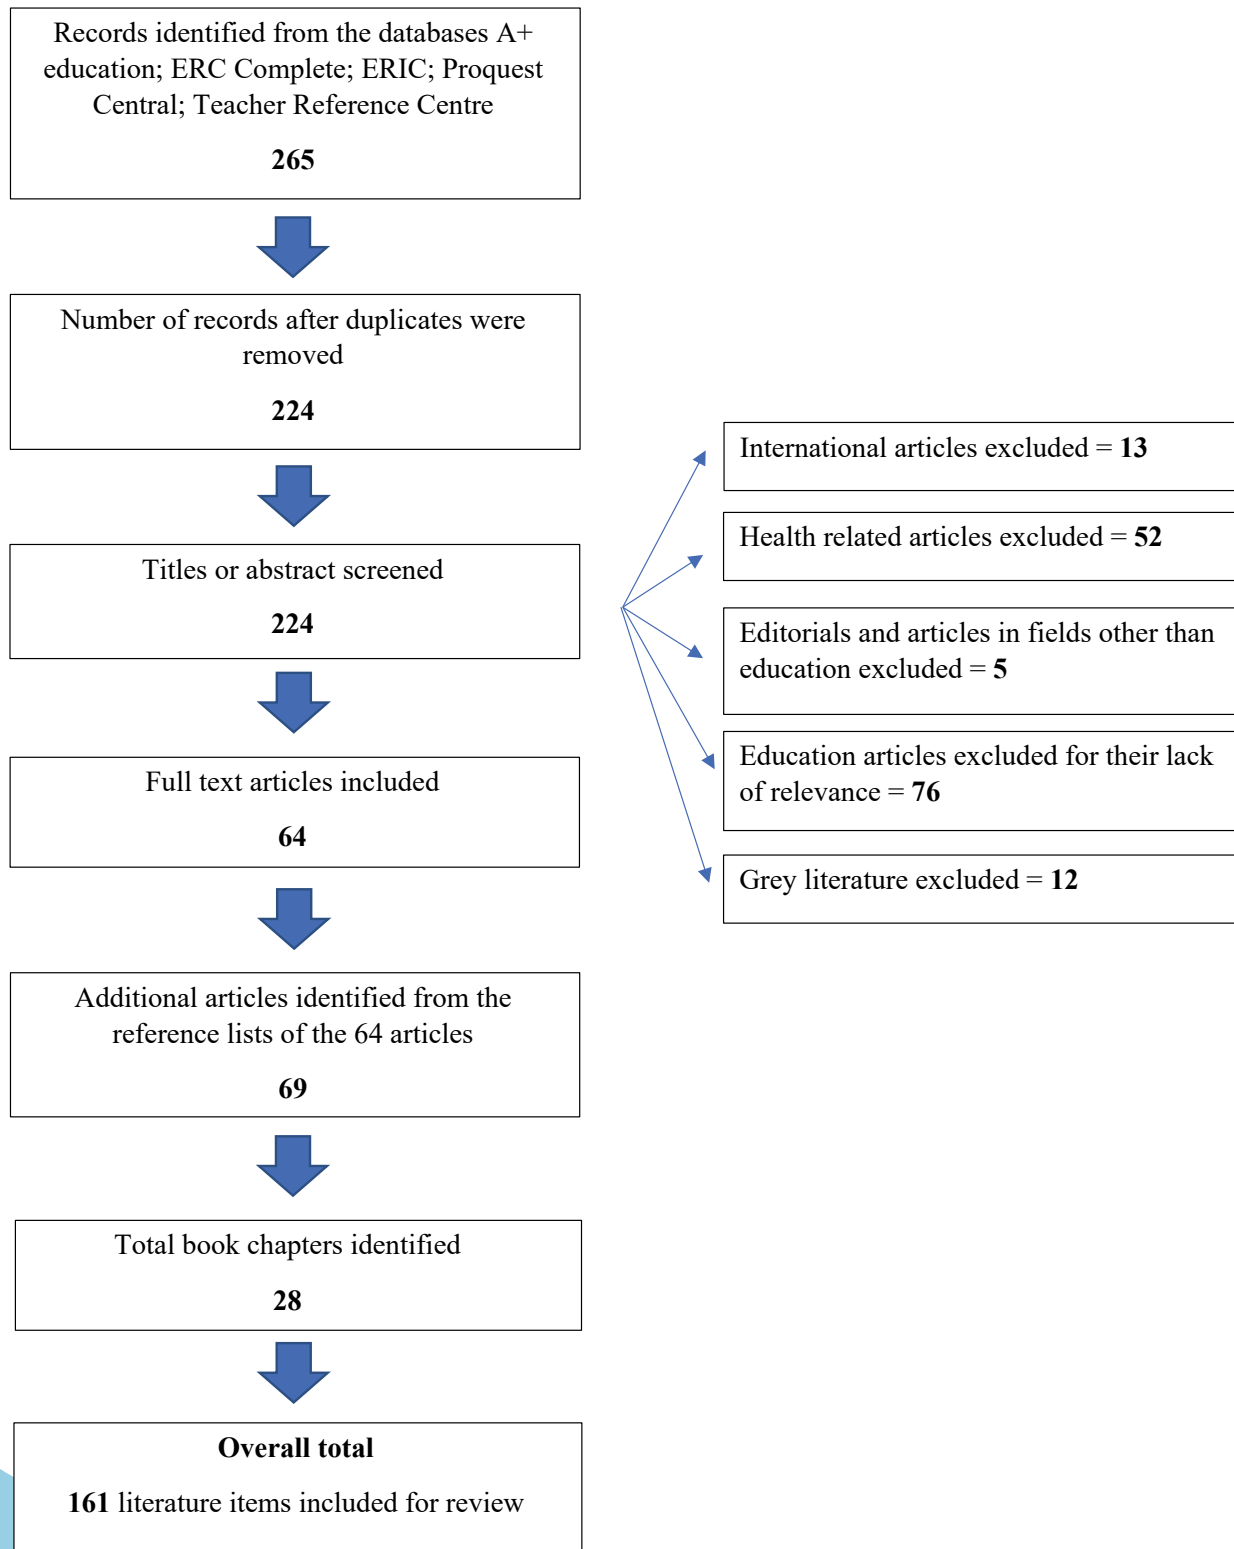 Records identified from the databases A+
education; ERC Complete; ERIC; Proquest
Central; Teacher Reference Centre
265
Number of records after duplicates were
removed
224
Titles or abstract screened
224
Full text articles included
64
Additional articles identified from the
reference lists of the 64 articles
69
Total book chapters identified
28
Overall total
161 literature items included for review
International articles excluded = 13
Health related articles excluded = 52
Editorials and articles in fields other than
education excluded = 5
Education articles excluded for their lack
of relevance = 76
Grey literature excluded = 12